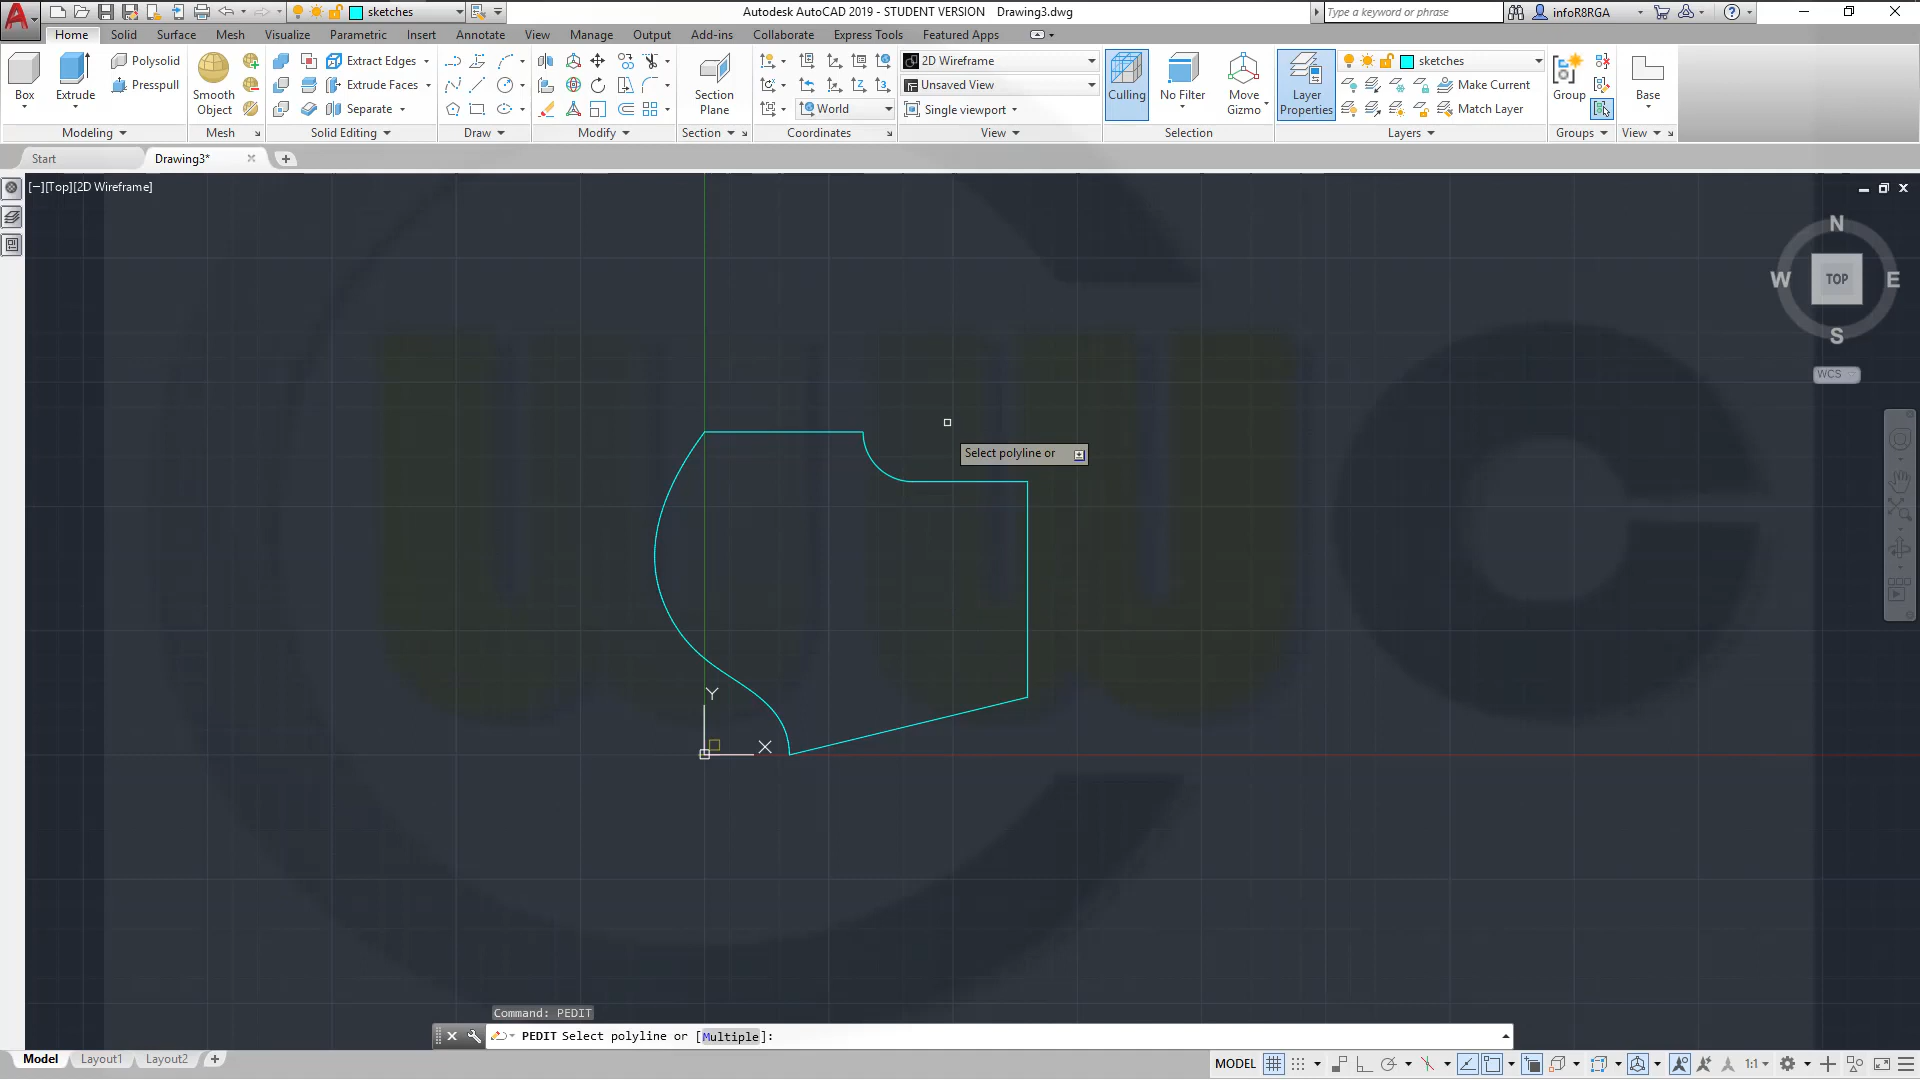 sketches
Autodesk AutoCAD 2019 - STUDENT VERSION Drawing3.dwg
Type a keyword or phrase
infoR8RGA
Home Solid Surface Mesh Visualize Parametric Insert Annotate View Manage Output Add-ins Collaborate Express Tools Featured Apps
Box
Extrude
Polysolid
Presspull
Modeling
Smooth
Object
Mesh
Extract Edges
Extrude Faces
Separate
Solid Editing
Draw
Modify
Section
Plane
Section
World
Coordinates
2D Wireframe
Unsaved View
Single viewport
View
Culling
No Filter
Move
Gizmo
Selection
Layer
Properties
sketches
Make Current
Match Layer
Layers
Group
Groups
Base
View
Start
Drawing3*
[−][Top][2D Wireframe]
N
W TOP E
S
WCS
Select polyline or
Y
X
Command: PEDIT
PEDIT Select polyline or [Multiple]:
Model Layout1 Layout2
MODEL
1:1